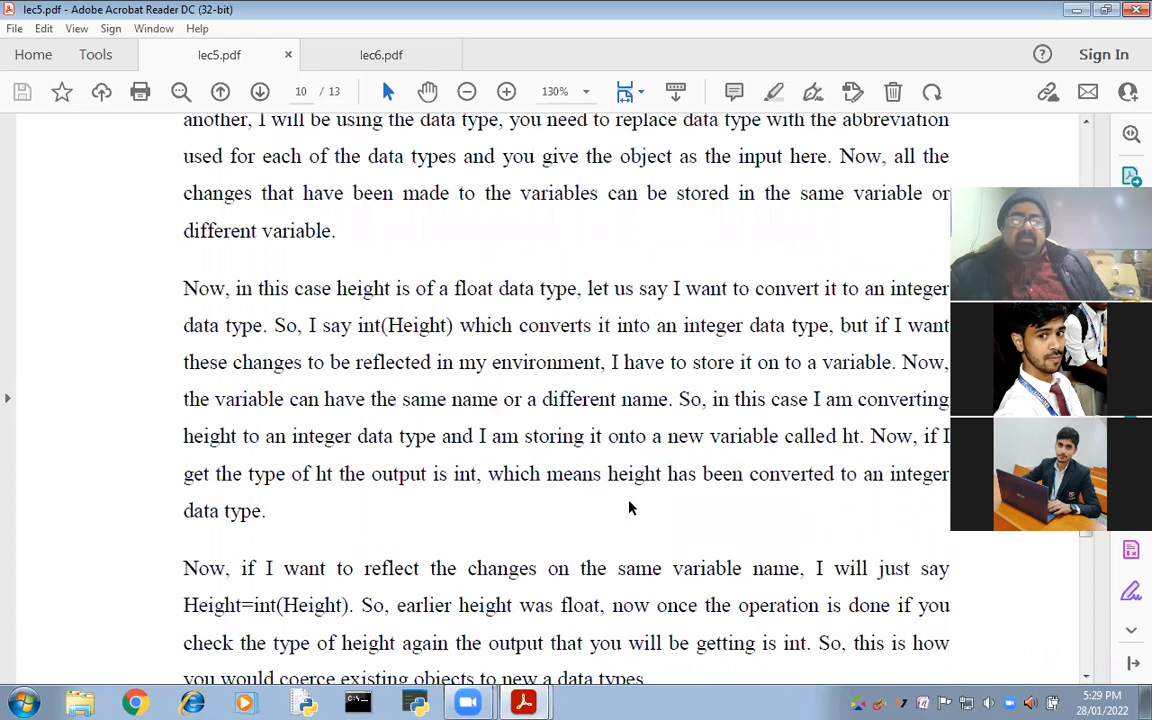 lec5.pdf - Adobe Acrobat Reader DC (32-bit)
File Edit View Sign Window Help
Home Tools lec5.pdf × lec6.pdf Sign In
10 / 13 130%
another, I will be using the data type, you need to replace data type with the abbreviation
used for each of the data types and you give the object as the input here. Now, all the
changes that have been made to the variables can be stored in the same variable or
different variable.
Now, in this case height is of a float data type, let us say I want to convert it to an integer
data type. So, I say int(Height) which converts it into an integer data type, but if I want
these changes to be reflected in my environment, I have to store it on to a variable. Now,
the variable can have the same name or a different name. So, in this case I am converting
height to an integer data type and I am storing it onto a new variable called ht. Now, if I
get the type of ht the output is int, which means height has been converted to an integer
data type.
Now, if I want to reflect the changes on the same variable name, I will just say
Height=int(Height). So, earlier height was float, now once the operation is done if you
check the type of height again the output that you will be getting is int. So, this is how
you would coerce existing objects to new a data types
5:29 PM
28/01/2022